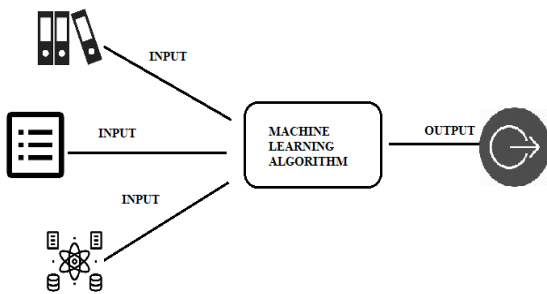 INPUT
INPUT
INPUT
MACHINE
LEARNING
ALGORITHM
OUTPUT